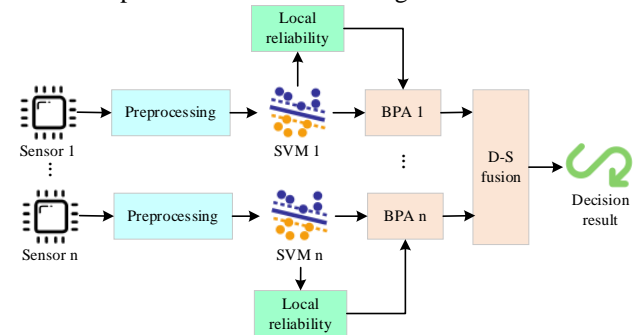 Local
reliability
Preprocessing
BPA 1
Sensor 1
SVM 1
D-S
fusion
Preprocessing
BPA n
Decision
result
Sensor n
SVM n
Local
reliability